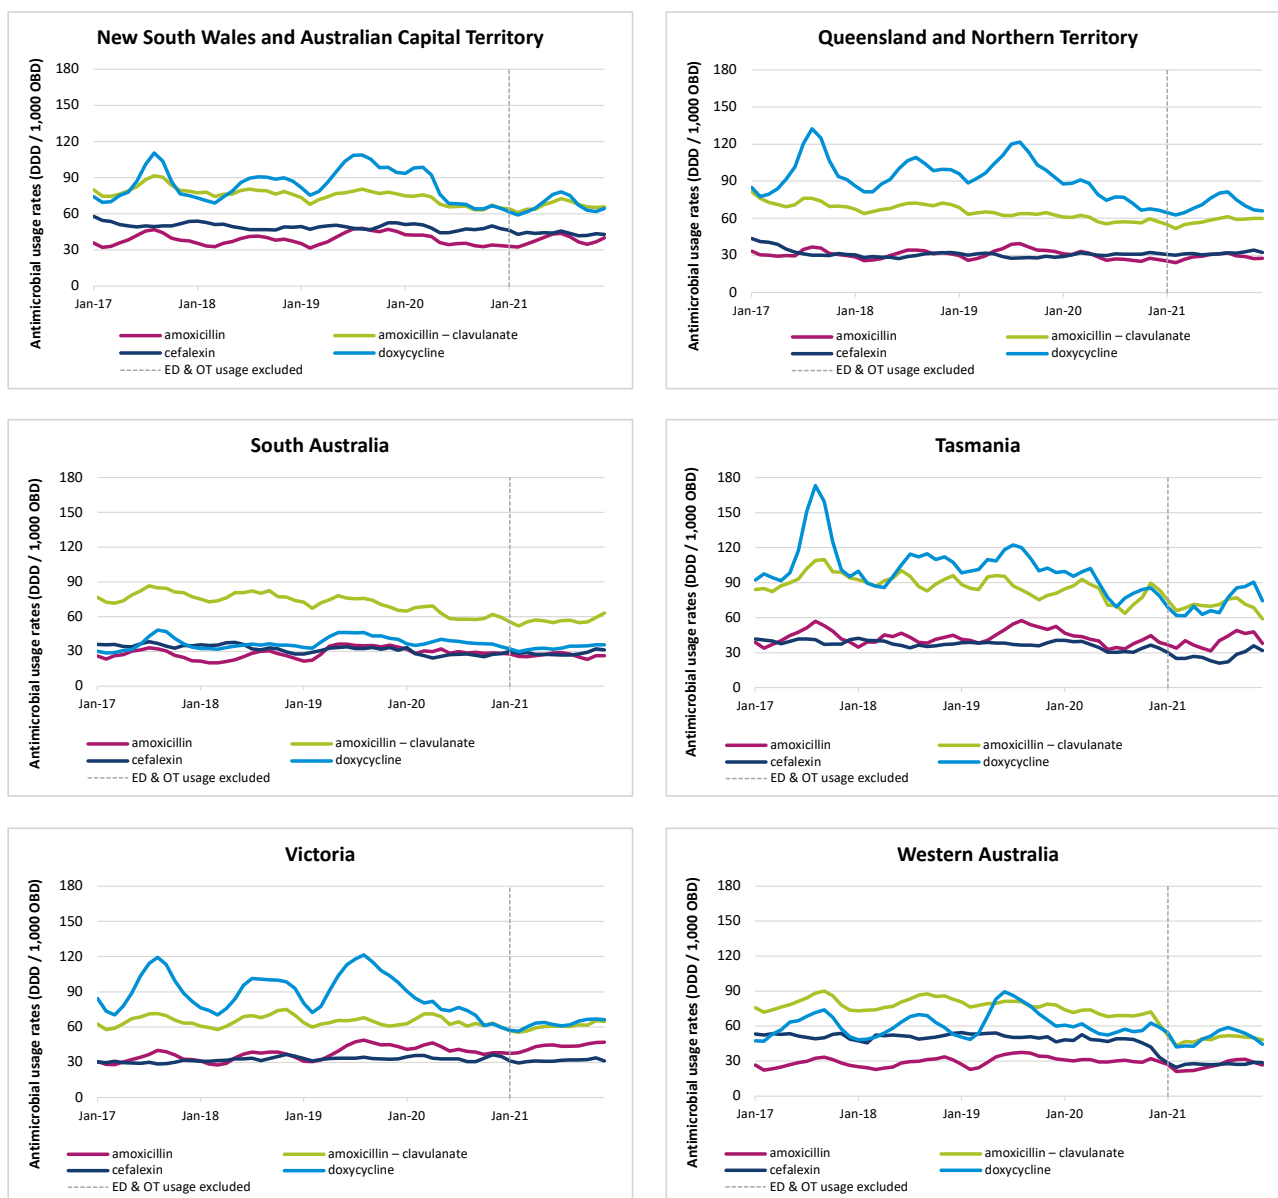 New South Wales and Australian Capital Territory
Antimicrobial usage rates (DDD / 1,000 OBD)
180
150
120
90
60
30
0
Jan-17 Jan-18 Jan-19 Jan-20 Jan-21
amoxicillin amoxicillin – clavulanate
cefalexin doxycycline
ED & OT usage excluded
Queensland and Northern Territory
Antimicrobial usage rates (DDD / 1,000 OBD)
180
150
120
90
60
30
0
Jan-17 Jan-18 Jan-19 Jan-20 Jan-21
amoxicillin amoxicillin – clavulanate
cefalexin doxycycline
ED & OT usage excluded
South Australia
Antimicrobial usage rates (DDD / 1,000 OBD)
180
150
120
90
60
30
0
Jan-17 Jan-18 Jan-19 Jan-20 Jan-21
amoxicillin amoxicillin – clavulanate
cefalexin doxycycline
ED & OT usage excluded
Tasmania
Antimicrobial usage rates (DDD / 1,000 OBD)
180
150
120
90
60
30
0
Jan-17 Jan-18 Jan-19 Jan-20 Jan-21
amoxicillin amoxicillin – clavulanate
cefalexin doxycycline
ED & OT usage excluded
Victoria
Antimicrobial usage rates (DDD / 1,000 OBD)
180
150
120
90
60
30
0
Jan-17 Jan-18 Jan-19 Jan-20 Jan-21
amoxicillin amoxicillin – clavulanate
cefalexin doxycycline
ED & OT usage excluded
Western Australia
Antimicrobial usage rates (DDD / 1,000 OBD)
180
150
120
90
60
30
0
Jan-17 Jan-18 Jan-19 Jan-20 Jan-21
amoxicillin amoxicillin – clavulanate
cefalexin doxycycline
ED & OT usage excluded